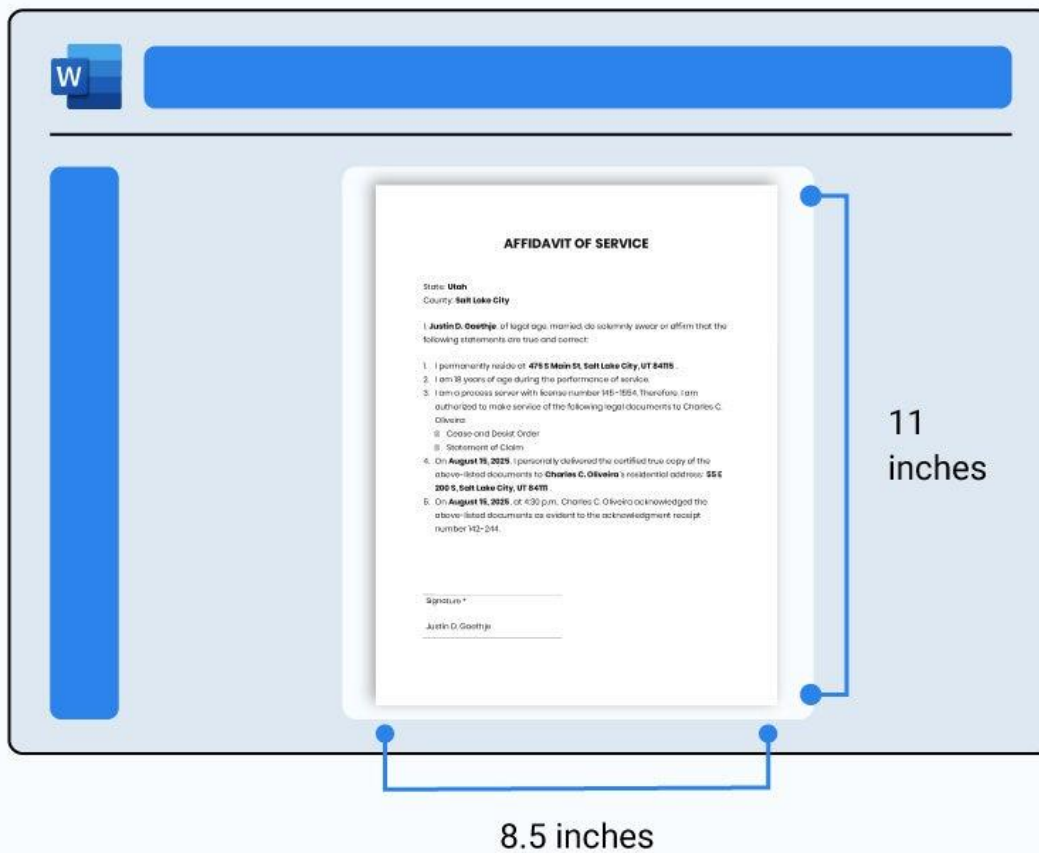 W
AFFIDAVIT OF SERVICE
State: Utah
County: Salt Lake City
I, Justin D. Gaethje, of legal age, married, do solemnly swear or affirm that the
following statements are true and correct:
1. I permanently reside at 475 S Main St, Salt Lake City, UT 84115 .
2. I am 18 years of age during the performance of service.
3. I am a process server with license number 145-1554. Therefore, I am
authorized to make service of the following legal documents to Charles C.
Oliveira:
Cease and Desist Order
Statement of Claim
4. On August 15, 2025, I personally delivered the certified true copy of the
above-listed documents to Charles C. Oliveira's residential address: 55 E
200 S, Salt Lake City, UT 84111 .
5. On August 15, 2025, at 4:30 p.m., Charles C. Oliveira acknowledged the
above-listed documents as evident to the acknowledgment receipt
number 142-244.
Signature *
Justin D. Gaethje
11
inches
8.5 inches